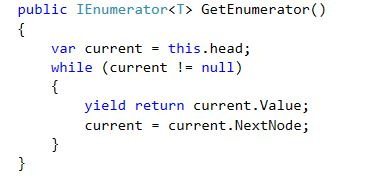 public IEnumerator<T> GetEnumerator()
{
    var current = this.head;
    while (current != null)
    {
        yield return current.Value;
        current = current.NextNode;
    }
}